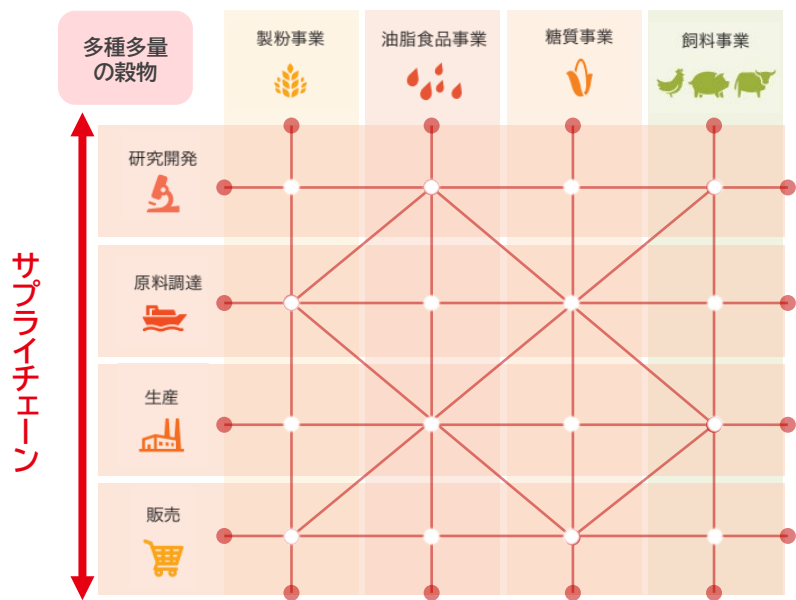 多種多量
の穀物
製粉事業
油脂食品事業
糖質事業
飼料事業
サプライチェーン
研究開発
原料調達
生産
販売